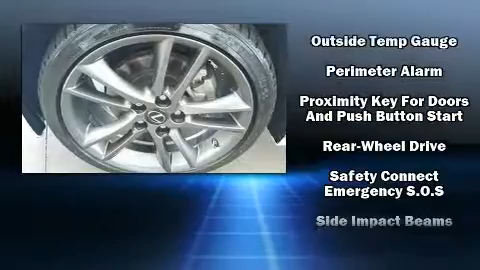 Outside Temp Gauge
Perimeter Alarm
Proximity Key For Doors
And Push Button Start
Rear-Wheel Drive
Safety Connect
Emergency S.O.S
Side Impact Beams